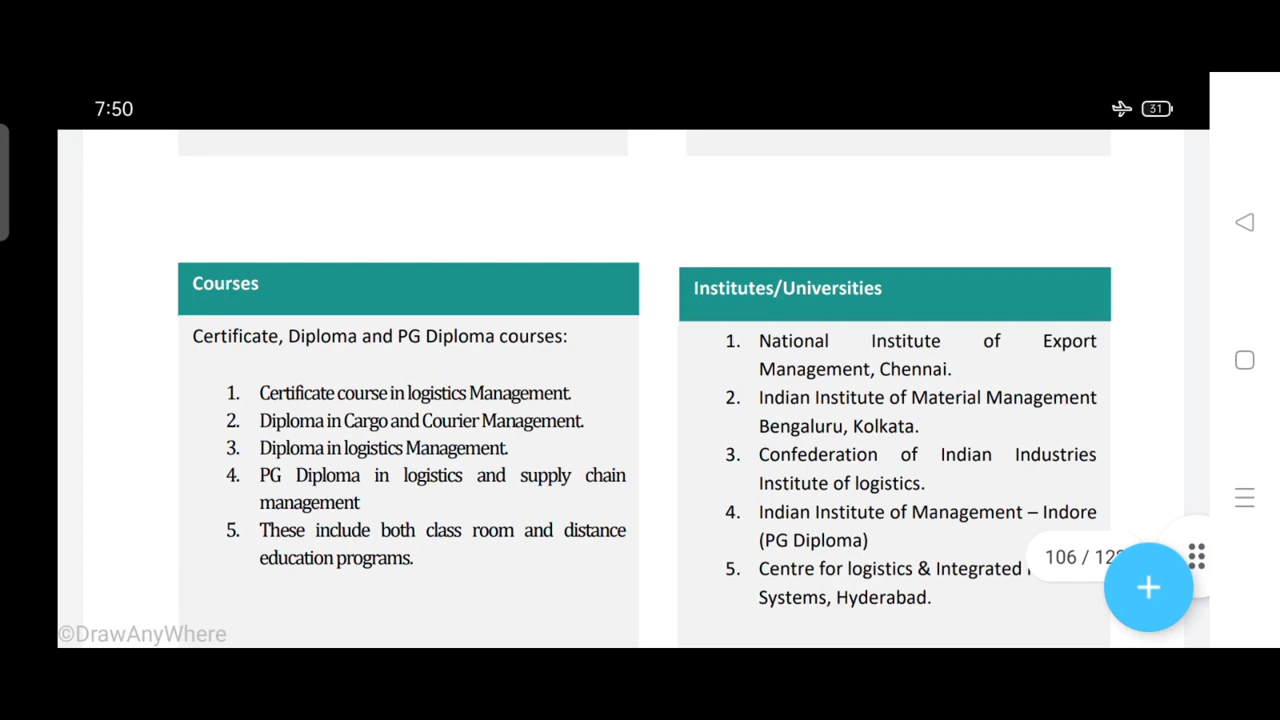 7:50
31
Courses
Certificate, Diploma and PG Diploma courses:
1. Certificate course in logistics Management.
2. Diploma in Cargo and Courier Management.
3. Diploma in logistics Management.
4. PG Diploma in logistics and supply chain
management
5. These include both class room and distance
education programs.
Institutes/Universities
1. National Institute of Export
Management, Chennai.
2. Indian Institute of Material Management
Bengaluru, Kolkata.
3. Confederation of Indian Industries
Institute of logistics.
4. Indian Institute of Management – Indore
(PG Diploma)
5. Centre for logistics & Integrated
Systems, Hyderabad.
106 /
©DrawAnyWhere